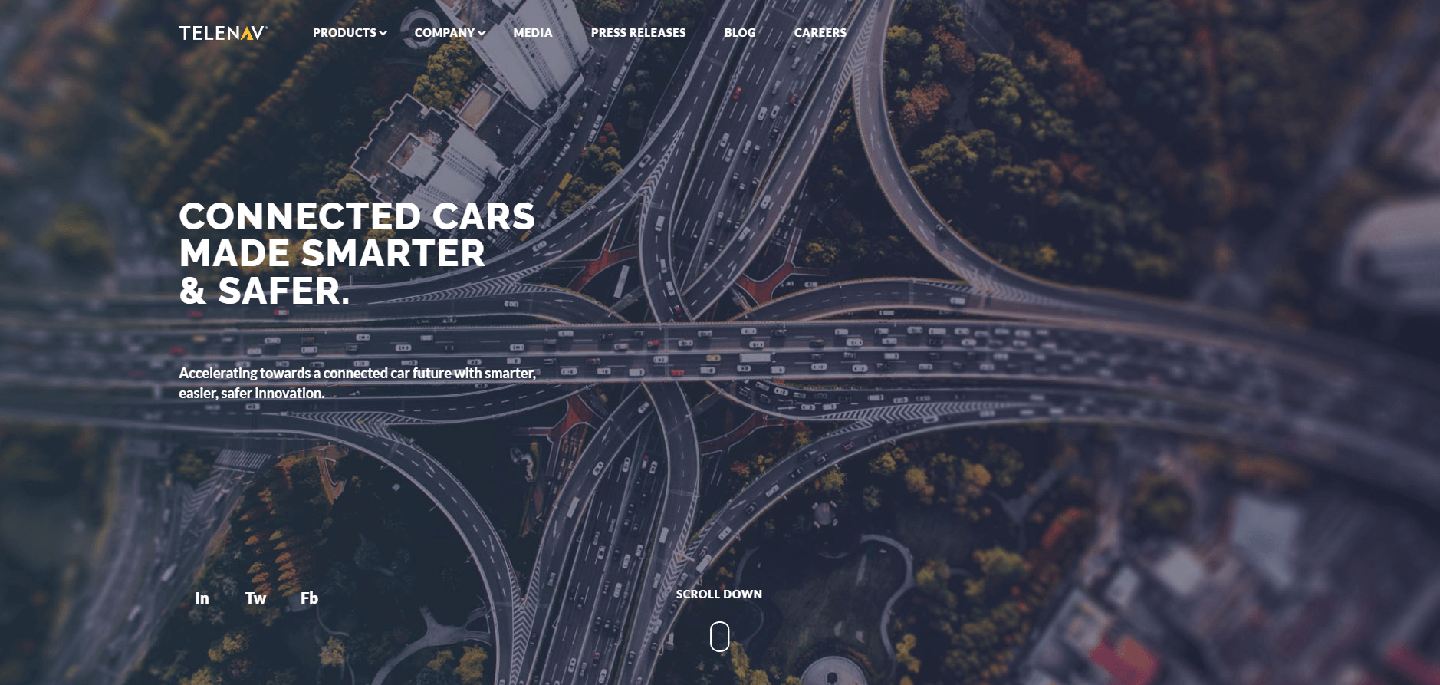 TELENAV
PRODUCTS
COMPANY
MEDIA
PRESS RELEASES
BLOG
CAREERS
CONNECTED CARS
MADE SMARTER
& SAFER.
Accelerating towards a connected car future with smarter,
easier, safer innovation.
In
Tw
Fb
SCROLL DOWN